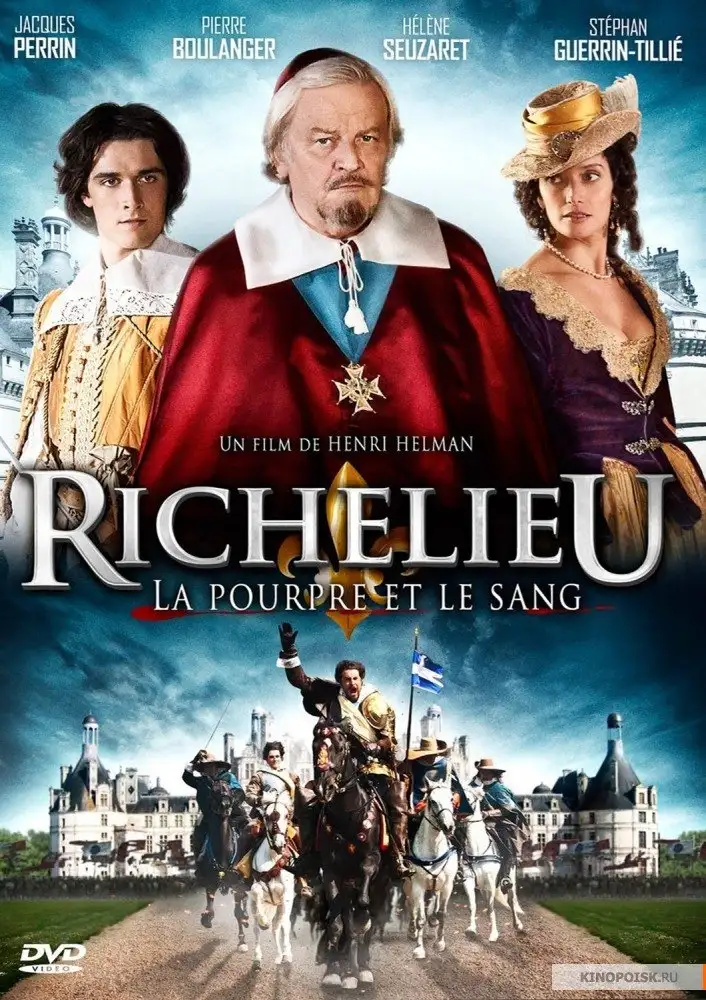 JACQUES
PERRIN
PIERRE
BOULANGER
HÉLÈNE
SEUZARET
STÉPHAN
GUERRIN-TILLIÉ
UN FILM DE HENRI HELMAN
RICHELIEU
LA POURPRE ET LE SANG
DVD
VIDEO
KINOPOISK.RU